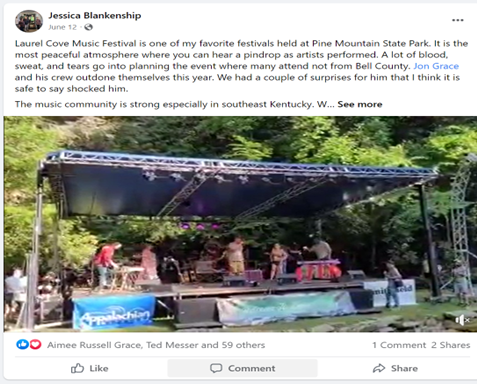 Jessica Blankenship
June 12 ·
Laurel Cove Music Festival is one of my favorite festivals held at Pine Mountain State Park. It is the
most peaceful atmosphere where you can hear a pindrop as artists performed. A lot of blood,
sweat, and tears go into planning the event where many attend not from Bell County. Jon Grace
and his crew outdone themselves this year. We had a couple of surprises for him that I think it is
safe to say shocked him.
The music community is strong especially in southeast Kentucky. W... See more
Appalachian
Aimee Russell Grace, Ted Messer and 59 others
1 Comment 2 Shares
Like
Comment
Share